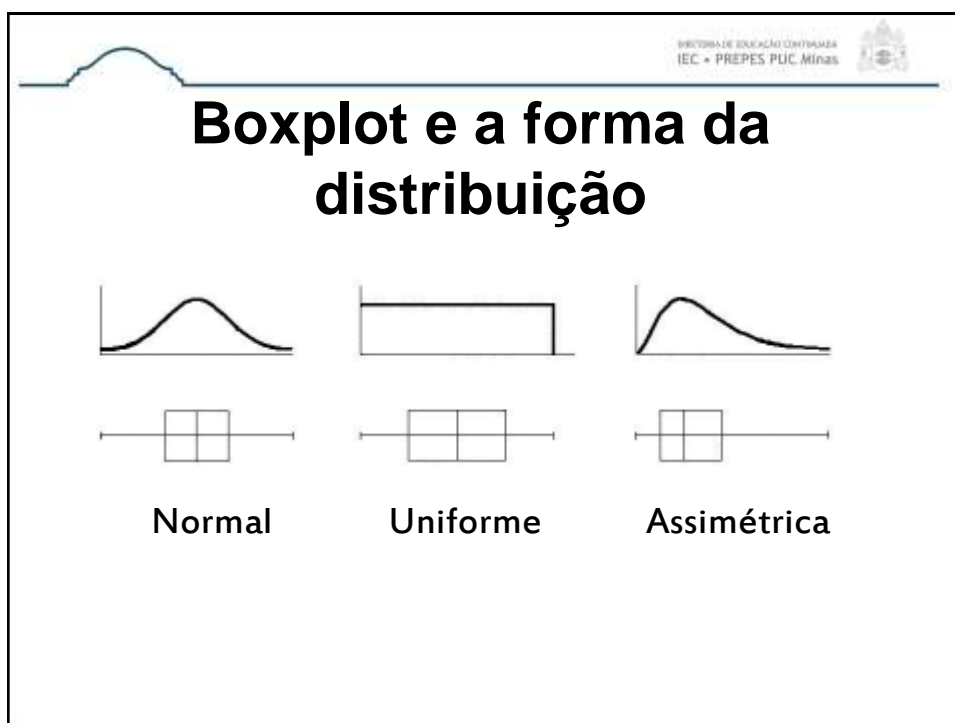 DIRETORIA DE EDUCAÇÃO CONTINUADA
IEC • PREPES PUC Minas
Boxplot e a forma da
distribuição
Normal Uniforme Assimétrica